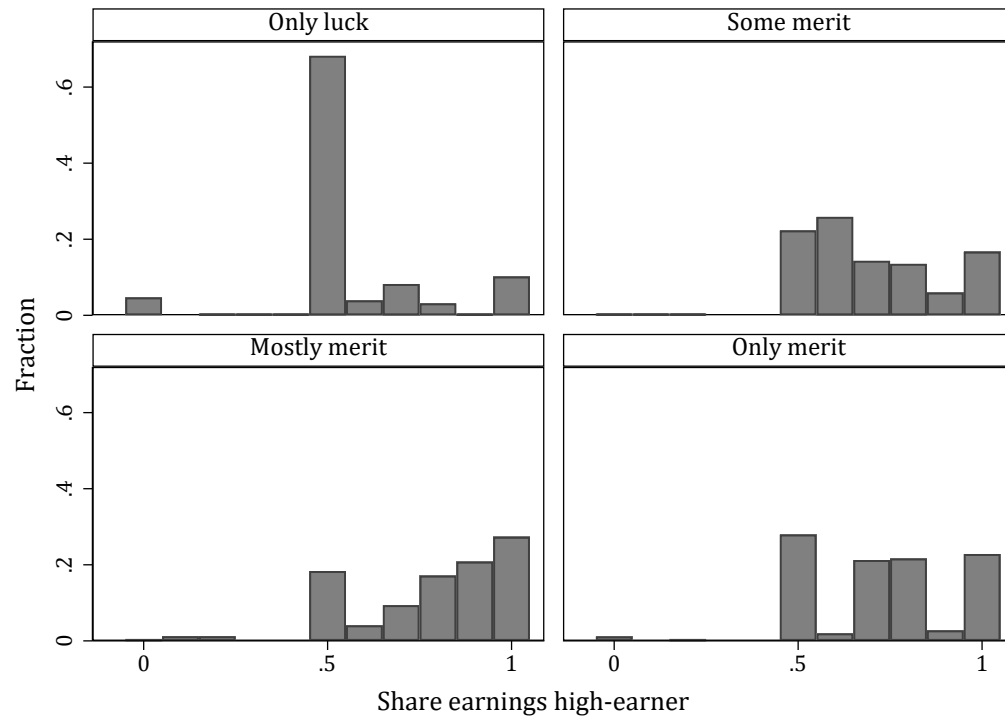 Only luck
Some merit
.6
.4
.2
0
Mostly merit
Only merit
.6
.4
.2
0
Fraction
0
.5
1
0
.5
1
Share earnings high-earner